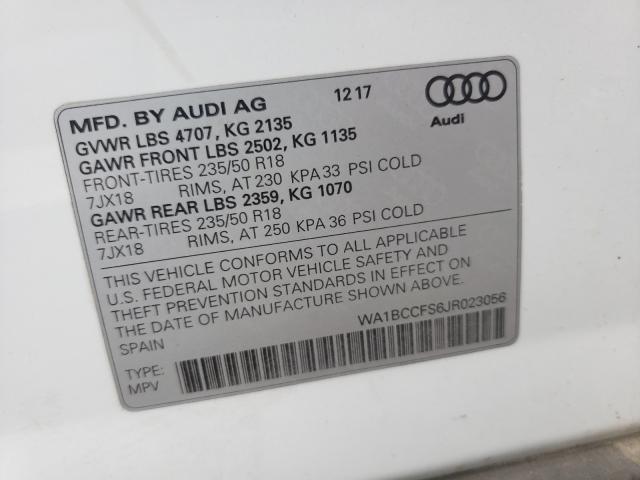 MFD. BY AUDI AG 12 17
Audi
GVWR LBS 4707, KG 2135
GAWR FRONT LBS 2502, KG 1135
FRONT-TIRES 235/50 R18
7JX18 RIMS, AT 230 KPA 33 PSI COLD
GAWR REAR LBS 2359, KG 1070
REAR-TIRES 235/50 R18
7JX18 RIMS, AT 250 KPA 36 PSI COLD
THIS VEHICLE CONFORMS TO ALL APPLICABLE
U.S. FEDERAL MOTOR VEHICLE SAFETY AND
THEFT PREVENTION STANDARDS IN EFFECT ON
THE DATE OF MANUFACTURE SHOWN ABOVE.
SPAIN WA1BCCFS6JR023056
TYPE:
MPV